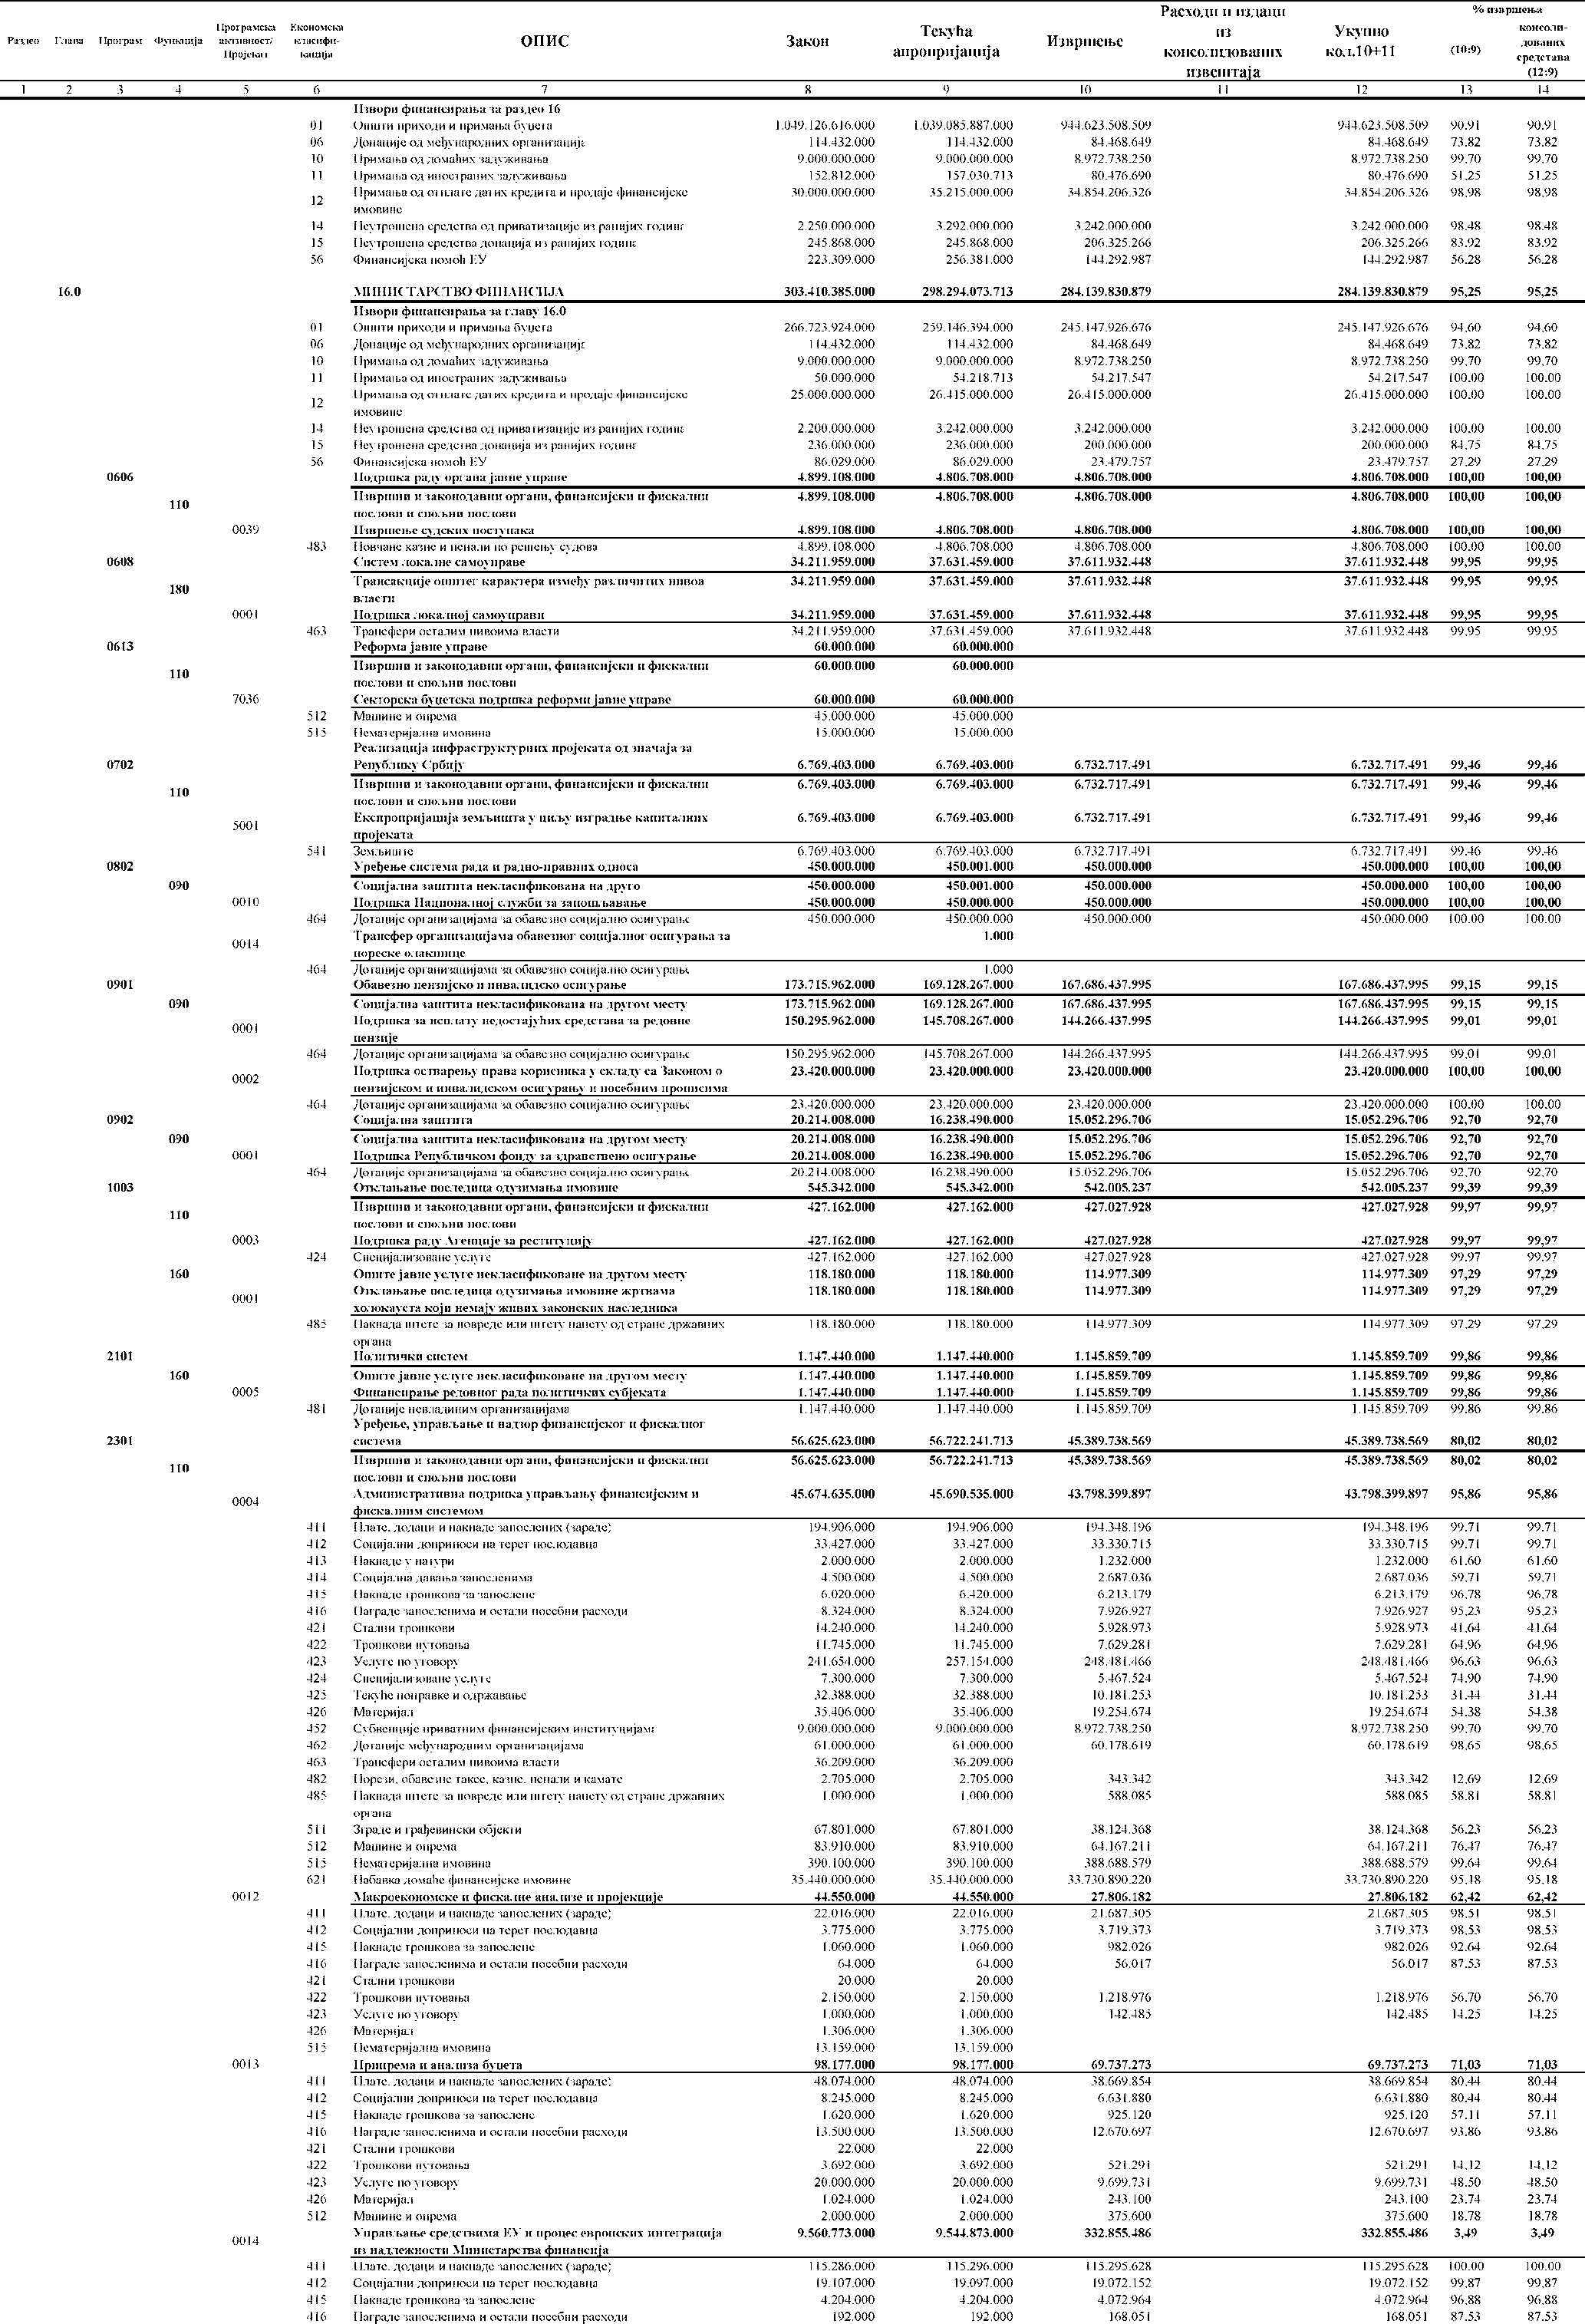 Раздео Глава Програм Функција Програмска активност/ Пројекат Економска класифи- кација ОПИС Закон Текућа апропријација Извршење Расходи и издаци из консолидованих извештаја Укупно кол.10+11 % извршења (10:9) консоли- дованих средстава (12:9)
1 2 3 4 5 6 7 8 9 10 11 12 13 14
Извори финансирања за раздео 16
01 Општи приходи и примања буџета 1.049.126.616.000 1.039.085.887.000 944.623.508.509 944.623.508.509 90,91 90,91
06 Донације од међународних организација 114.432.000 114.432.000 84.468.649 84.468.649 73,82 73,82
10 Примања од домаћих задуживања 9.000.000.000 9.000.000.000 8.972.738.250 8.972.738.250 99,70 99,70
11 Примања од иностраних задуживања 152.812.000 157.030.713 80.476.690 80.476.690 51,25 51,25
12 Примања од отплате датих кредита и продаје финансијске имовине 30.000.000.000 35.215.000.000 34.854.206.326 34.854.206.326 98,98 98,98
14 Неутрошена средства од приватизације из ранијих година 2.250.000.000 3.292.000.000 3.242.000.000 3.242.000.000 98,48 98,48
15 Неутрошена средства донација из ранијих година 245.868.000 245.868.000 206.325.266 206.325.266 83,92 83,92
56 Финансијска помоћ ЕУ 223.309.000 256.381.000 144.292.987 144.292.987 56,28 56,28
16.0 МИНИСТАРСТВО ФИНАНСИЈА 303.410.385.000 298.294.073.713 284.139.830.879 284.139.830.879 95,25 95,25
Извори финансирања за главу 16.0
01 Општи приходи и примања буџета 266.723.924.000 259.146.394.000 245.147.926.676 245.147.926.676 94,60 94,60
06 Донације од међународних организација 114.432.000 114.432.000 84.468.649 84.468.649 73,82 73,82
10 Примања од домаћих задуживања 9.000.000.000 9.000.000.000 8.972.738.250 8.972.738.250 99,70 99,70
11 Примања од иностраних задуживања 50.000.000 54.218.713 54.217.547 54.217.547 100,00 100,00
12 Примања од отплате датих кредита и продаје финансијске имовине 25.000.000.000 26.415.000.000 26.415.000.000 26.415.000.000 100,00 100,00
14 Неутрошена средства од приватизације из ранијих година 2.200.000.000 3.242.000.000 3.242.000.000 3.242.000.000 100,00 100,00
15 Неутрошена средства донација из ранијих година 236.000.000 236.000.000 200.000.000 200.000.000 84,75 84,75
56 Финансијска помоћ ЕУ 86.029.000 86.029.000 23.479.757 23.479.757 27,29 27,29
0606 Подршка раду органа јавне управе 4.899.108.000 4.806.708.000 4.806.708.000 4.806.708.000 100,00 100,00
110 Извршни и законодавни органи, финансијски и фискални послови и спољни послови 4.899.108.000 4.806.708.000 4.806.708.000 4.806.708.000 100,00 100,00
0039 Извршење судских поступака 4.899.108.000 4.806.708.000 4.806.708.000 4.806.708.000 100,00 100,00
483 Новчане казне и пенали по решењу судова 4.899.108.000 4.806.708.000 4.806.708.000 4.806.708.000 100,00 100,00
0608 Систем локалне самоуправе 34.211.959.000 37.631.459.000 37.611.932.448 37.611.932.448 99,95 99,95
180 Трансакције општег карактера између различитих нивоа власти 34.211.959.000 37.631.459.000 37.611.932.448 37.611.932.448 99,95 99,95
0001 Подршка локалној самоуправи 34.211.959.000 37.631.459.000 37.611.932.448 37.611.932.448 99,95 99,95
463 Трансфери осталим нивоима власти 34.211.959.000 37.631.459.000 37.611.932.448 37.611.932.448 99,95 99,95
0613 Реформа јавне управе 60.000.000 60.000.000
110 Извршни и законодавни органи, финансијски и фискални послови и спољни послови 60.000.000 60.000.000
7036 Секторска буџетска подршка реформи јавне управе 60.000.000 60.000.000
512 Машине и опрема 45.000.000 45.000.000
515 Нематеријална имовина 15.000.000 15.000.000
0702 Реализација инфраструктурних пројеката од значаја за Републику Србију 6.769.403.000 6.769.403.000 6.732.717.491 6.732.717.491 99,46 99,46
110 Извршни и законодавни органи, финансијски и фискални послови и спољни послови 6.769.403.000 6.769.403.000 6.732.717.491 6.732.717.491 99,46 99,46
5001 Експропријација земљишта у циљу изградње капиталних пројеката 6.769.403.000 6.769.403.000 6.732.717.491 6.732.717.491 99,46 99,46
541 Земљиште 6.769.403.000 6.769.403.000 6.732.717.491 6.732.717.491 99,46 99,46
0802 Уређење система рада и радно-правних односа 450.000.000 450.001.000 450.000.000 450.000.000 100,00 100,00
090 Социјална заштита некласификована на друго 450.000.000 450.001.000 450.000.000 450.000.000 100,00 100,00
0010 Подршка Националној служби за запошљавање 450.000.000 450.000.000 450.000.000 450.000.000 100,00 100,00
464 Дотације организацијама за обавезно социјално осигурање 450.000.000 450.000.000 450.000.000 450.000.000 100,00 100,00
0014 Трансфер организацијама обавезног социјалног осигурања за пореске олакшице 1.000
464 Дотације организацијама за обавезно социјално осигурање 1.000
0901 Обавезно пензијско и инвалидско осигурање 173.715.962.000 169.128.267.000 167.686.437.995 167.686.437.995 99,15 99,15
090 Социјална заштита некласификована на другом месту 173.715.962.000 169.128.267.000 167.686.437.995 167.686.437.995 99,15 99,15
0001 Подршка за исплату недостајућих средстава за редовне пензије 150.295.962.000 145.708.267.000 144.266.437.995 144.266.437.995 99,01 99,01
464 Дотације организацијама за обавезно социјално осигурање 150.295.962.000 145.708.267.000 144.266.437.995 144.266.437.995 99,01 99,01
0002 Подршка остварењу права корисника у складу са Законом о пензијском и инвалидском осигурању и посебним прописима 23.420.000.000 23.420.000.000 23.420.000.000 23.420.000.000 100,00 100,00
464 Дотације организацијама за обавезно социјално осигурање 23.420.000.000 23.420.000.000 23.420.000.000 23.420.000.000 100,00 100,00
0902 Социјална заштита 20.214.008.000 16.238.490.000 15.052.296.706 15.052.296.706 92,70 92,70
090 Социјална заштита некласификована на другом месту 20.214.008.000 16.238.490.000 15.052.296.706 15.052.296.706 92,70 92,70
0001 Подршка Републичком фонду за здравствено осигурање 20.214.008.000 16.238.490.000 15.052.296.706 15.052.296.706 92,70 92,70
464 Дотације организацијама за обавезно социјално осигурање 20.214.008.000 16.238.490.000 15.052.296.706 15.052.296.706 92,70 92,70
1003 Отклањање последица одузимања имовине 545.342.000 545.342.000 542.005.237 542.005.237 99,39 99,39
110 Извршни и законодавни органи, финансијски и фискални послови и спољни послови 427.162.000 427.162.000 427.027.928 427.027.928 99,97 99,97
0003 Подршка раду Агенције за реституцију 427.162.000 427.162.000 427.027.928 427.027.928 99,97 99,97
424 Специјализоване услуге 427.162.000 427.162.000 427.027.928 427.027.928 99,97 99,97
160 Опште јавне услуге некласификоване на другом месту 118.180.000 118.180.000 114.977.309 114.977.309 97,29 97,29
0001 Отклањање последица одузимања имовине жртвама холокауста који немају живих законских наследника 118.180.000 118.180.000 114.977.309 114.977.309 97,29 97,29
485 Накнада штете за повреде или штету нанету од стране државних органа 118.180.000 118.180.000 114.977.309 114.977.309 97,29 97,29
2101 Политички систем 1.147.440.000 1.147.440.000 1.145.859.709 1.145.859.709 99,86 99,86
160 Опште јавне услуге некласификоване на другом месту 1.147.440.000 1.147.440.000 1.145.859.709 1.145.859.709 99,86 99,86
0005 Финансирање редовног рада политичких субјеката 1.147.440.000 1.147.440.000 1.145.859.709 1.145.859.709 99,86 99,86
481 Дотације невладиним организацијама 1.147.440.000 1.147.440.000 1.145.859.709 1.145.859.709 99,86 99,86
2301 Уређење, управљање и надзор финансијског и фискалног система 56.625.623.000 56.722.241.713 45.389.738.569 45.389.738.569 80,02 80,02
110 Извршни и законодавни органи, финансијски и фискални послови и спољни послови 56.625.623.000 56.722.241.713 45.389.738.569 45.389.738.569 80,02 80,02
0004 Административна подршка управљању финансијским и фискалним системом 45.674.635.000 45.690.535.000 43.798.399.897 43.798.399.897 95,86 95,86
411 Плате, додаци и накнаде запослених (зараде) 194.906.000 194.906.000 194.348.196 194.348.196 99,71 99,71
412 Социјални доприноси на терет послодавца 33.427.000 33.427.000 33.330.715 33.330.715 99,71 99,71
413 Накнаде у натури 2.000.000 2.000.000 1.232.000 1.232.000 61,60 61,60
414 Социјална давања запосленима 4.500.000 4.500.000 2.687.036 2.687.036 59,71 59,71
415 Накнаде трошкова за запослене 6.020.000 6.420.000 6.213.179 6.213.179 96,78 96,78
416 Награде запосленима и остали посебни расходи 8.324.000 8.324.000 7.926.927 7.926.927 95,23 95,23
421 Стални трошкови 14.240.000 14.240.000 5.928.973 5.928.973 41,64 41,64
422 Трошкови путовања 11.745.000 11.745.000 7.629.281 7.629.281 64,96 64,96
423 Услуге по уговору 241.654.000 257.154.000 248.481.466 248.481.466 96,63 96,63
424 Специјализоване услуге 7.300.000 7.300.000 5.467.524 5.467.524 74,90 74,90
425 Текуће поправке и одржавање 32.388.000 32.388.000 10.181.253 10.181.253 31,44 31,44
426 Материјал 35.406.000 35.406.000 19.254.674 19.254.674 54,38 54,38
452 Субвенције приватним финансијским институцијама 9.000.000.000 9.000.000.000 8.972.738.250 8.972.738.250 99,70 99,70
462 Дотације међународним организацијама 61.000.000 61.000.000 60.178.619 60.178.619 98,65 98,65
463 Трансфери осталим нивоима власти 36.209.000 36.209.000
482 Порези, обавезне таксе, казне, пенали и камате 2.705.000 2.705.000 343.342 343.342 12,69 12,69
485 Накнада штете за повреде или штету нанету од стране државних органа 1.000.000 1.000.000 588.085 588.085 58,81 58,81
511 Зграде и грађевински објекти 67.801.000 67.801.000 38.124.368 38.124.368 56,23 56,23
512 Машине и опрема 83.910.000 83.910.000 64.167.211 64.167.211 76,47 76,47
515 Нематеријална имовина 390.100.000 390.100.000 388.688.579 388.688.579 99,64 99,64
621 Набавка домаће финансијске имовине 35.440.000.000 35.440.000.000 33.730.890.220 33.730.890.220 95,18 95,18
0012 Макроекономске и фискалне анализе и пројекције 44.550.000 44.550.000 27.806.182 27.806.182 62,42 62,42
411 Плате, додаци и накнаде запослених (зараде) 22.016.000 22.016.000 21.687.305 21.687.305 98,51 98,51
412 Социјални доприноси на терет послодавца 3.775.000 3.775.000 3.719.373 3.719.373 98,53 98,53
415 Накнаде трошкова за запослене 1.060.000 1.060.000 982.026 982.026 92,64 92,64
416 Награде запосленима и остали посебни расходи 64.000 64.000 56.017 56.017 87,53 87,53
421 Стални трошкови 20.000 20.000
422 Трошкови путовања 2.150.000 2.150.000 1.218.976 1.218.976 56,70 56,70
423 Услуге по уговору 1.000.000 1.000.000 142.485 142.485 14,25 14,25
426 Материјал 1.306.000 1.306.000
515 Нематеријална имовина 13.159.000 13.159.000
0013 Припрема и анализа буџета 98.177.000 98.177.000 69.737.273 69.737.273 71,03 71,03
411 Плате, додаци и накнаде запослених (зараде) 48.074.000 48.074.000 38.669.854 38.669.854 80,44 80,44
412 Социјални доприноси на терет послодавца 8.245.000 8.245.000 6.631.880 6.631.880 80,44 80,44
415 Накнаде трошкова за запослене 1.620.000 1.620.000 925.120 925.120 57,11 57,11
416 Награде запосленима и остали посебни расходи 13.500.000 13.500.000 12.670.697 12.670.697 93,86 93,86
421 Стални трошкови 22.000 22.000
422 Трошкови путовања 3.692.000 3.692.000 521.291 521.291 14,12 14,12
423 Услуге по уговору 20.000.000 20.000.000 9.699.731 9.699.731 48,50 48,50
426 Материјал 1.024.000 1.024.000 243.100 243.100 23,74 23,74
512 Машине и опрема 2.000.000 2.000.000 375.600 375.600 18,78 18,78
0014 Управљање средствима ЕУ и процес европских интеграција из надлежности Министарства финансија 9.560.773.000 9.544.873.000 332.855.486 332.855.486 3,49 3,49
411 Плате, додаци и накнаде запослених (зараде) 115.286.000 115.296.000 115.295.628 115.295.628 100,00 100,00
412 Социјални доприноси на терет послодавца 19.107.000 19.097.000 19.072.152 19.072.152 99,87 99,87
415 Накнаде трошкова за запослене 4.204.000 4.204.000 4.072.964 4.072.964 96,88 96,88
416 Награде запосленима и остали посебни расходи 192.000 192.000 168.051 168.051 87,53 87,53